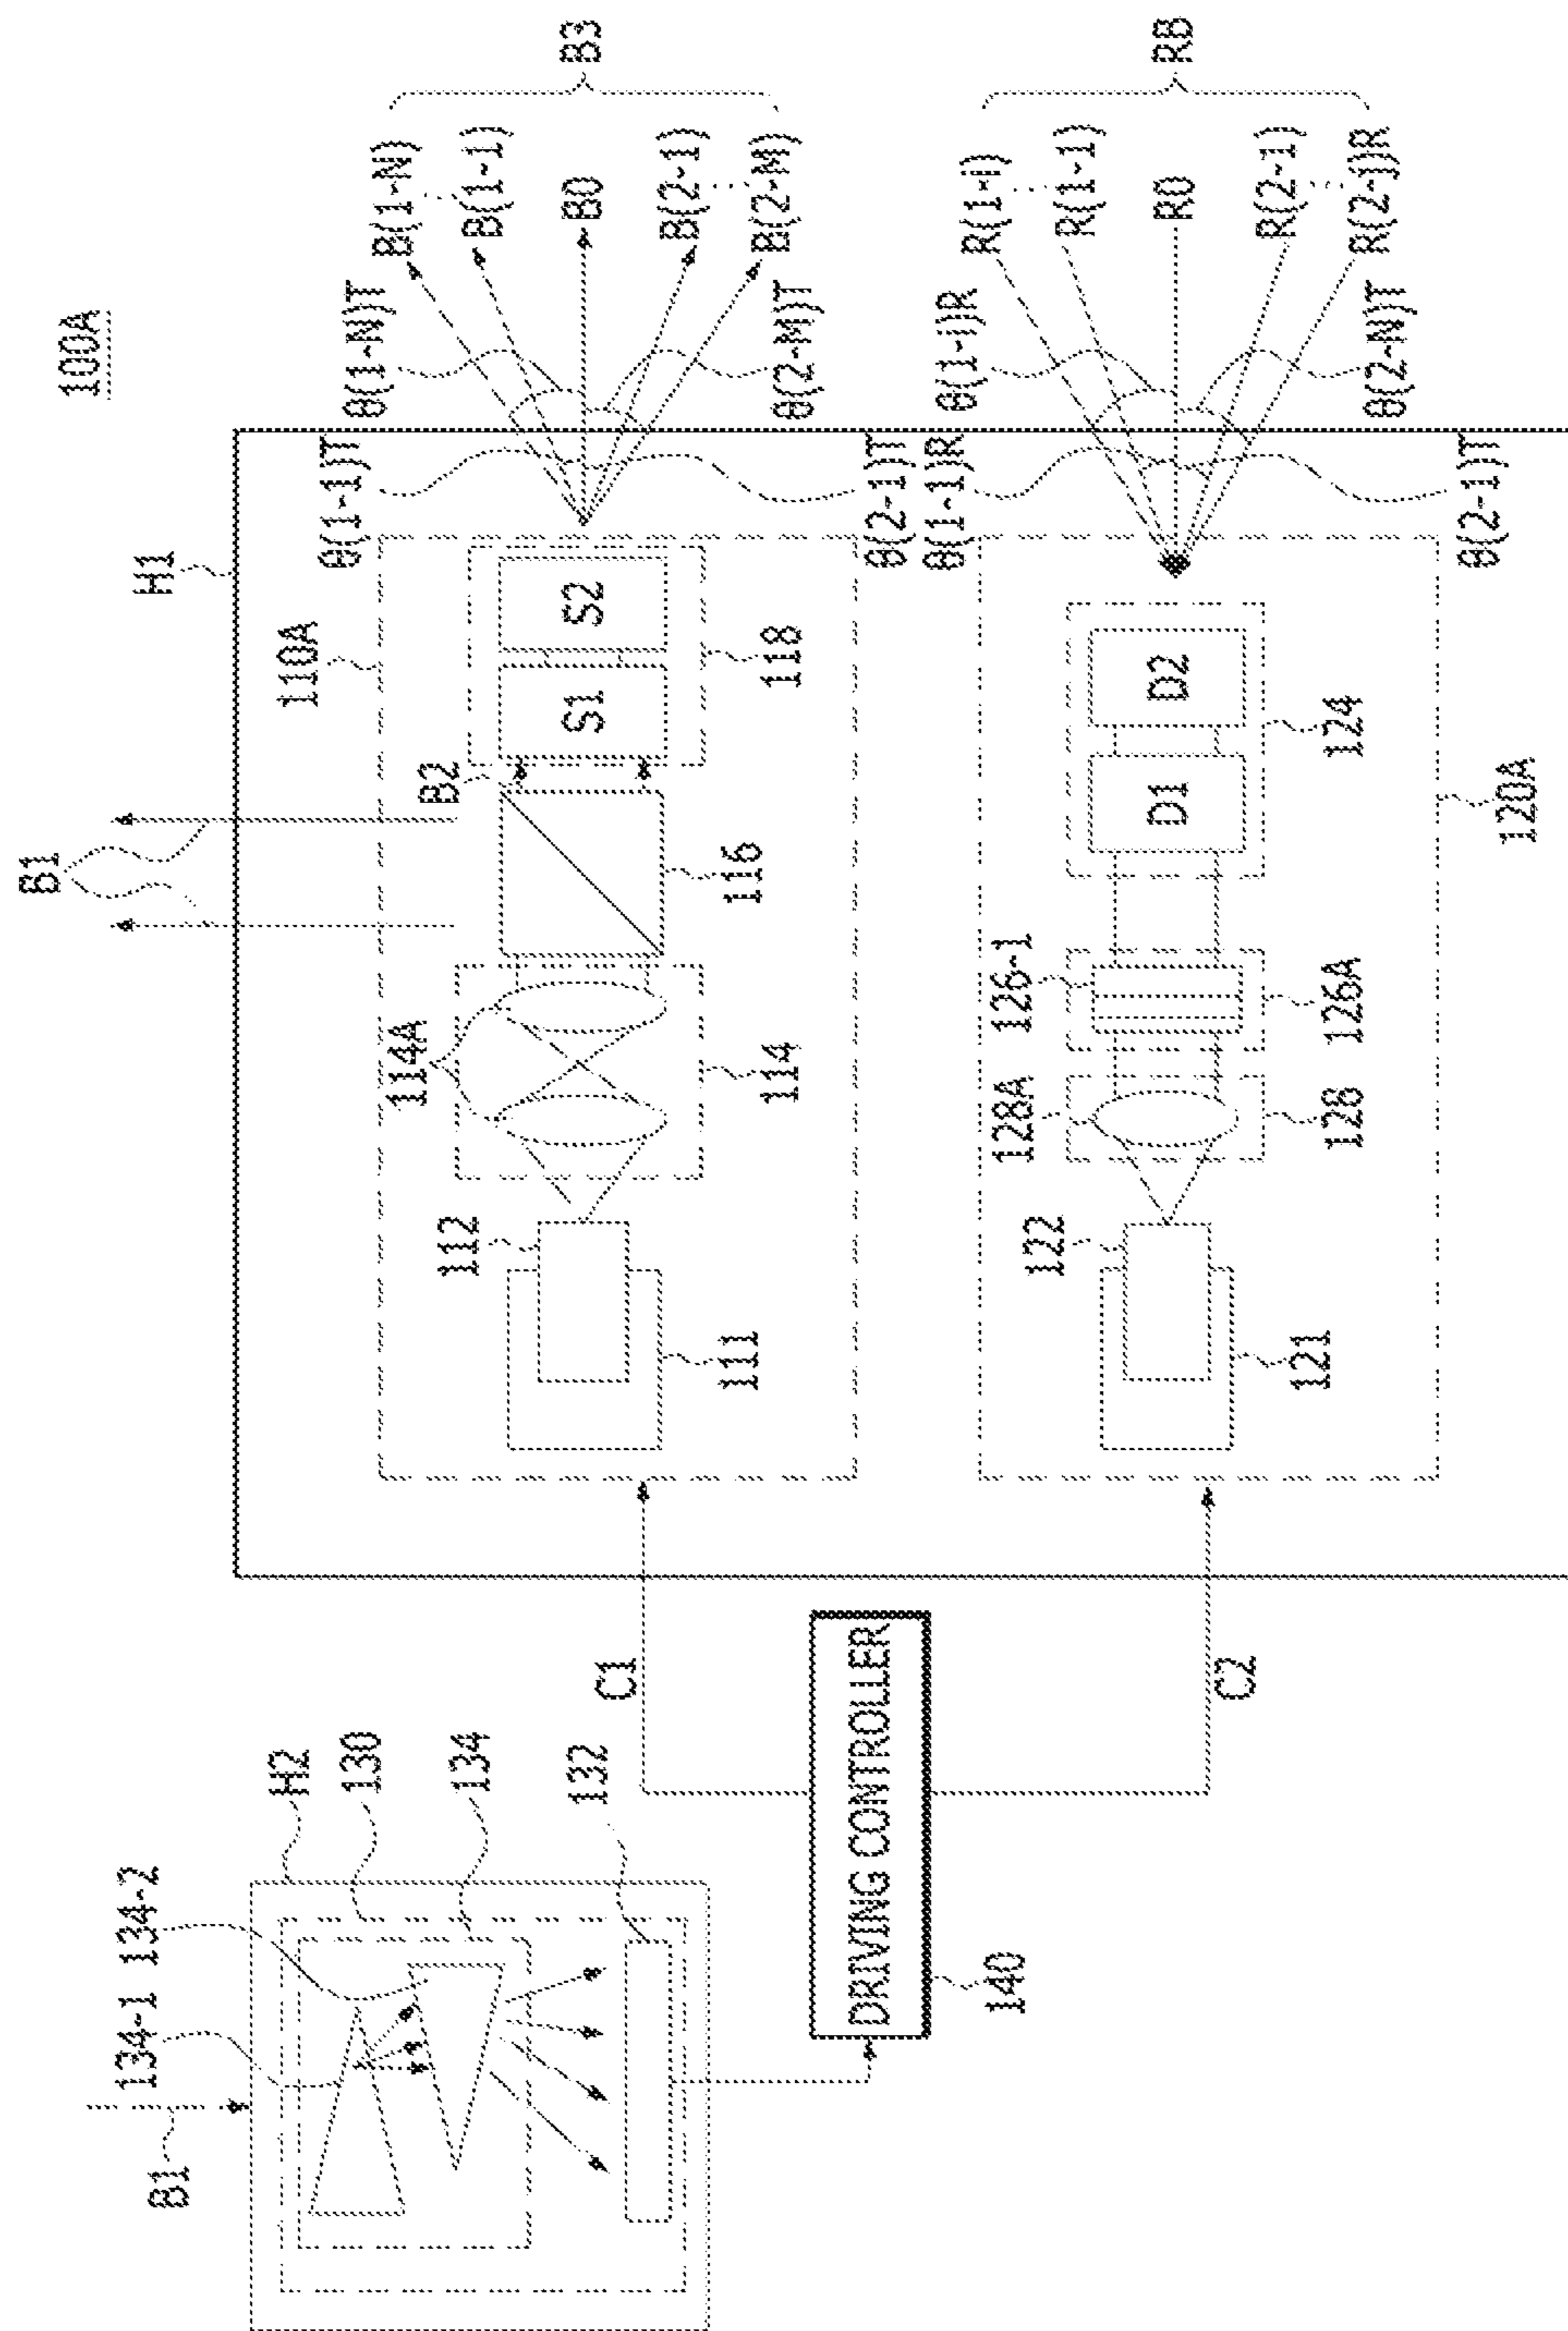 100A
H1
B1
110A
B2
S1
S2
118
116
114A
114
112
111
θ(1-1)T
θ(1-N)T
B(1-N)
B(1-1)
B0
B(2-1)
B(2-M)
B3
θ(2-M)T
θ(2-1)T
θ(1-1)R
θ(1-i)R
R(1-i)
R(1-1)
R0
R(2-1)
R(2-j)R
RB
θ(2-N)T
θ(2-1)T
D1
D2
124
126-1
126A
128A
128
122
121
120A
B1
134-1
134-2
H2
130
134
132
C1
DRIVING CONTROLLER
140
C2